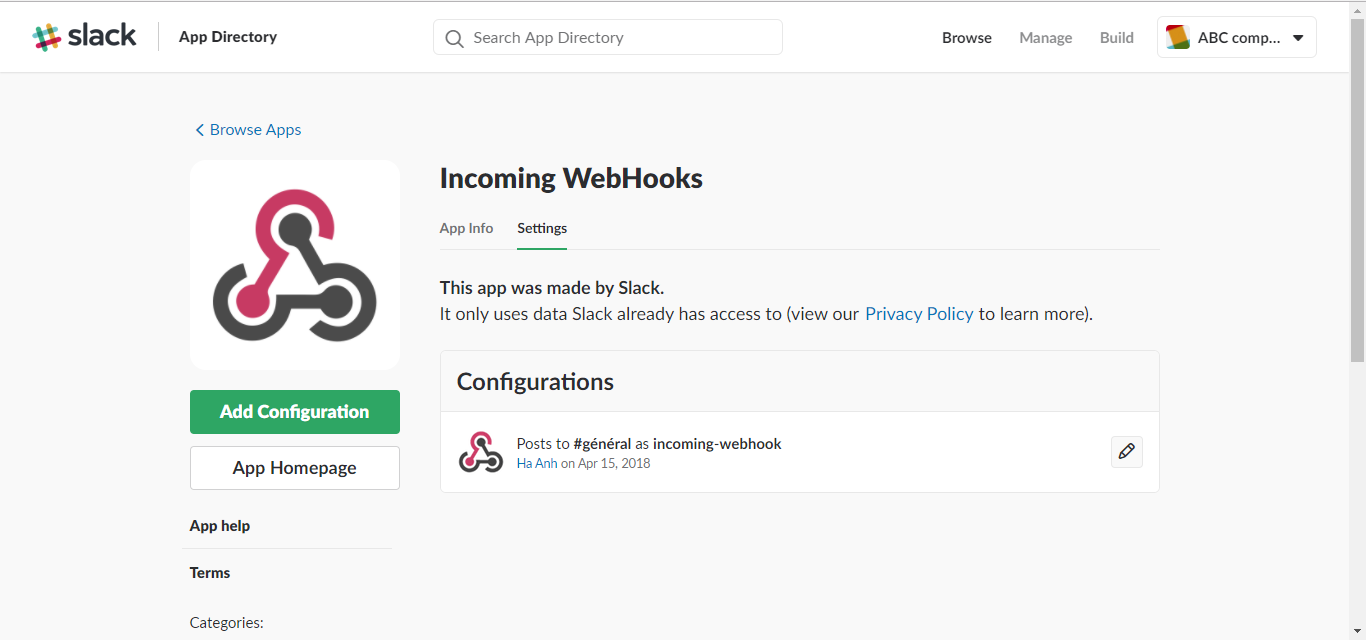 slack
App Directory
Search App Directory
Browse
Manage
Build
ABC comp...
Browse Apps
Incoming WebHooks
App Info
Settings
This app was made by Slack.
It only uses data Slack already has access to (view our Privacy Policy to learn more).
Add Configuration
App Homepage
App help
Terms
Categories:
Configurations
Posts to #général as incoming-webhook
Ha Anh on Apr 15, 2018